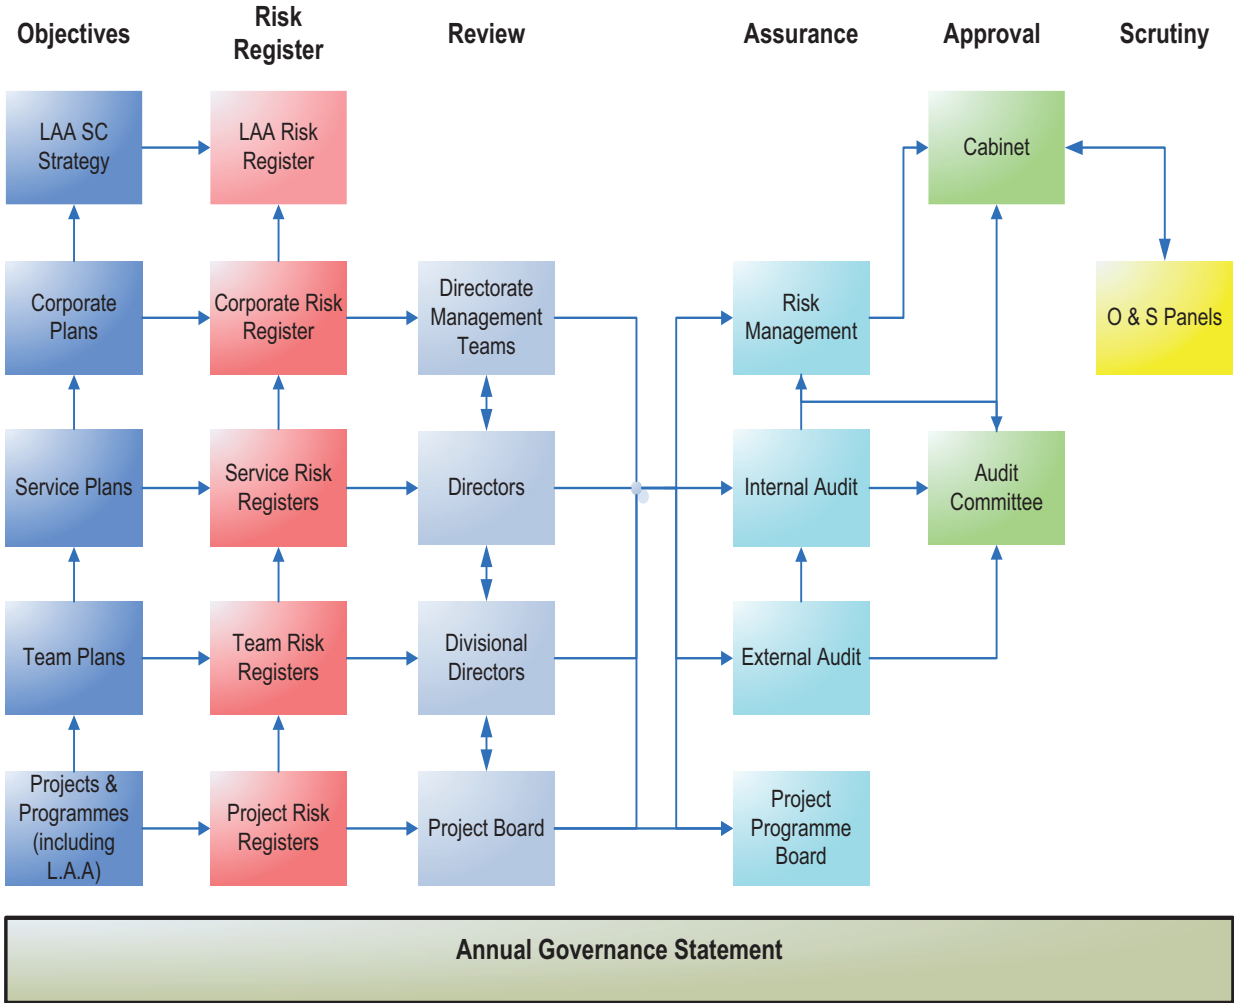 Objectives
Risk
Register
Review
Assurance
Approval
Scrutiny
LAA SC
Strategy
LAA Risk
Register
Cabinet
Corporate
Plans
Corporate Risk
Register
Directorate
Management
Teams
Risk
Management
O & S Panels
Service Plans
Service Risk
Registers
Directors
Internal Audit
Audit
Committee
Team Plans
Team Risk
Registers
Divisional
Directors
External Audit
Projects &
Programmes
(including
L.A.A)
Project Risk
Registers
Project Board
Project
Programme
Board
Annual Governance Statement